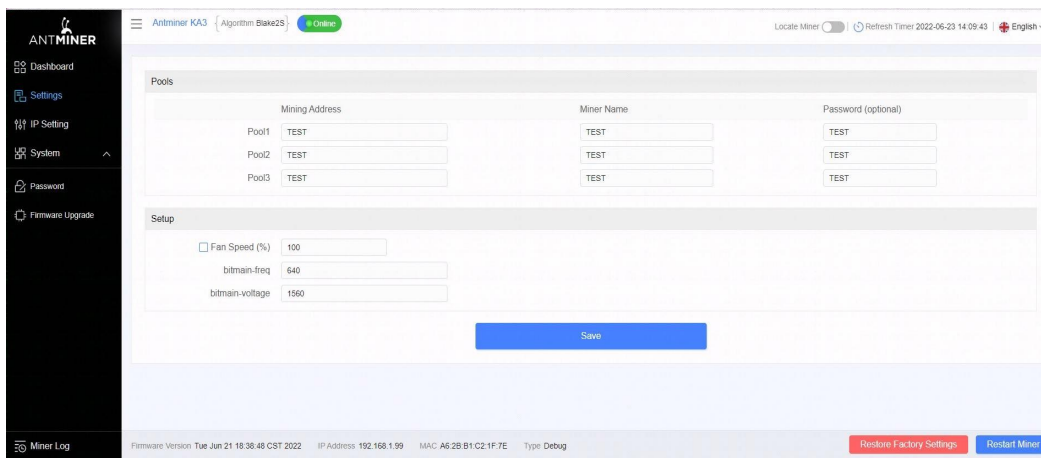 ANTMINER
Antminer KA3 Algorithm Blake2S Online
Locate Miner Refresh Timer 2022-06-23 14:09:43 English
Dashboard
Settings
IP Setting
System
Password
Firmware Upgrade
Pools
Mining Address Miner Name Password (optional)
Pool1 TEST TEST TEST
Pool2 TEST TEST TEST
Pool3 TEST TEST TEST
Setup
Fan Speed (%) 100
bitmain-freq 640
bitmain-voltage 1560
Save
Miner Log
Firmware Version Tue Jun 21 18:38:48 CST 2022 IP Address 192.168.1.99 MAC A6:2B:B1:C2:1F:7E Type Debug
Restore Factory Settings
Restart Miner